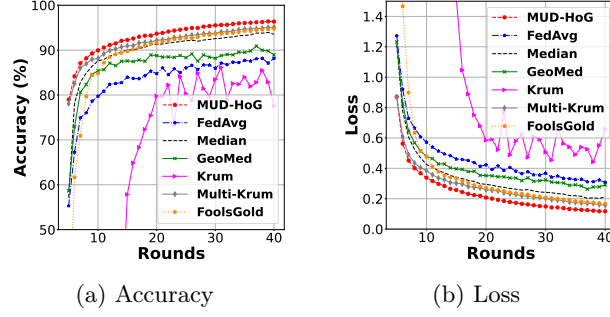 100
90
80
70
60
50
Accuracy (%)
10
20
30
40
Rounds
MUD-HoG
FedAvg
Median
GeoMed
Krum
Multi-Krum
FoolsGold
(a) Accuracy
1.4
1.2
1.0
0.8
0.6
0.4
0.2
0.0
Loss
10
20
30
40
Rounds
MUD-HoG
FedAvg
Median
GeoMed
Krum
Multi-Krum
FoolsGold
(b) Loss